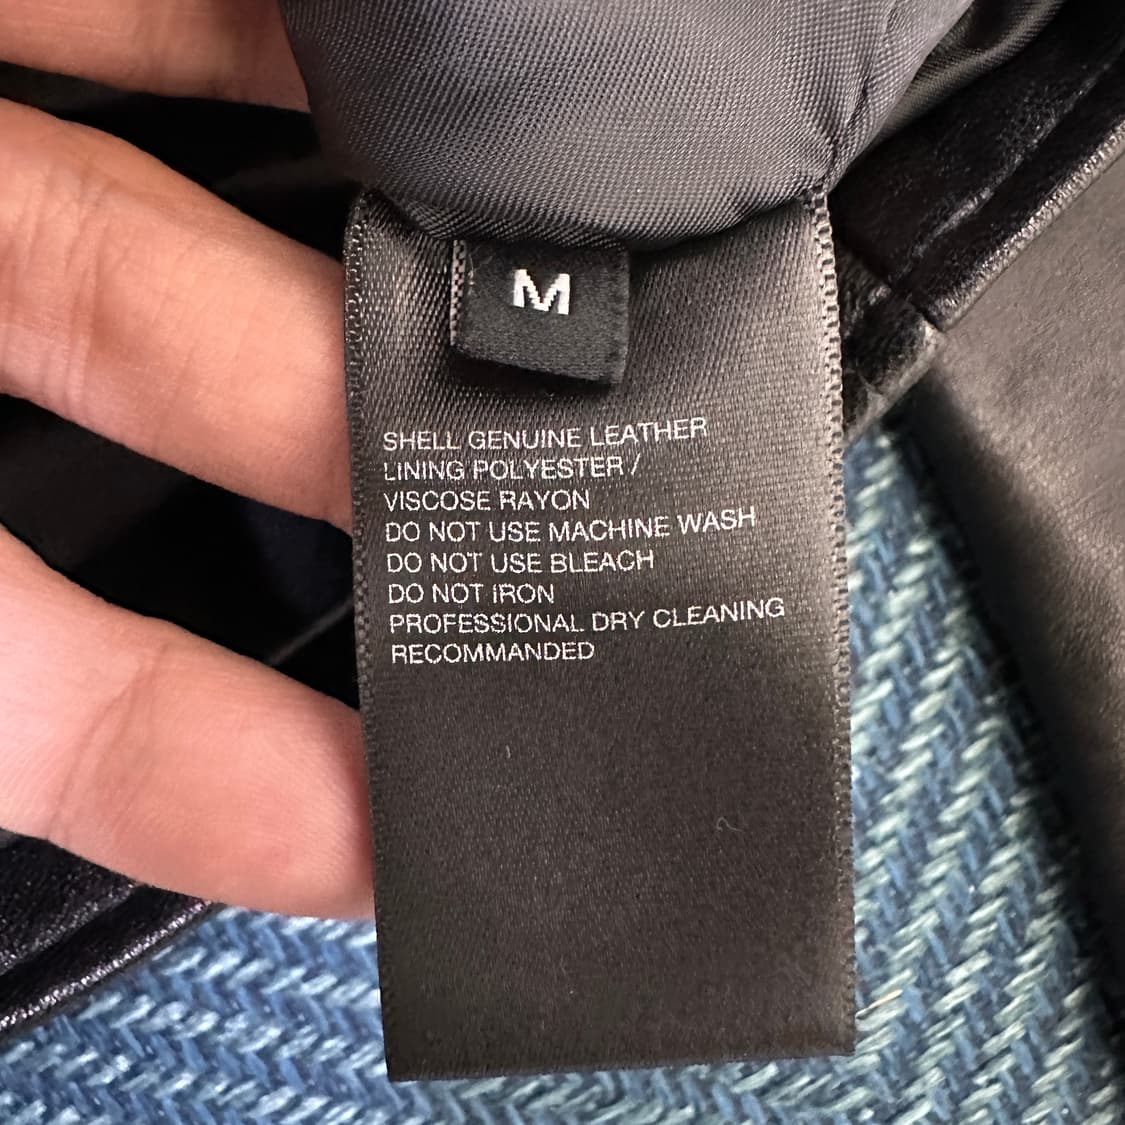 M
SHELL GENUINE LEATHER
LINING POLYESTER /
VISCOSE RAYON
DO NOT USE MACHINE WASH
DO NOT USE BLEACH
DO NOT IRON
PROFESSIONAL DRY CLEANING
RECOMMANDED